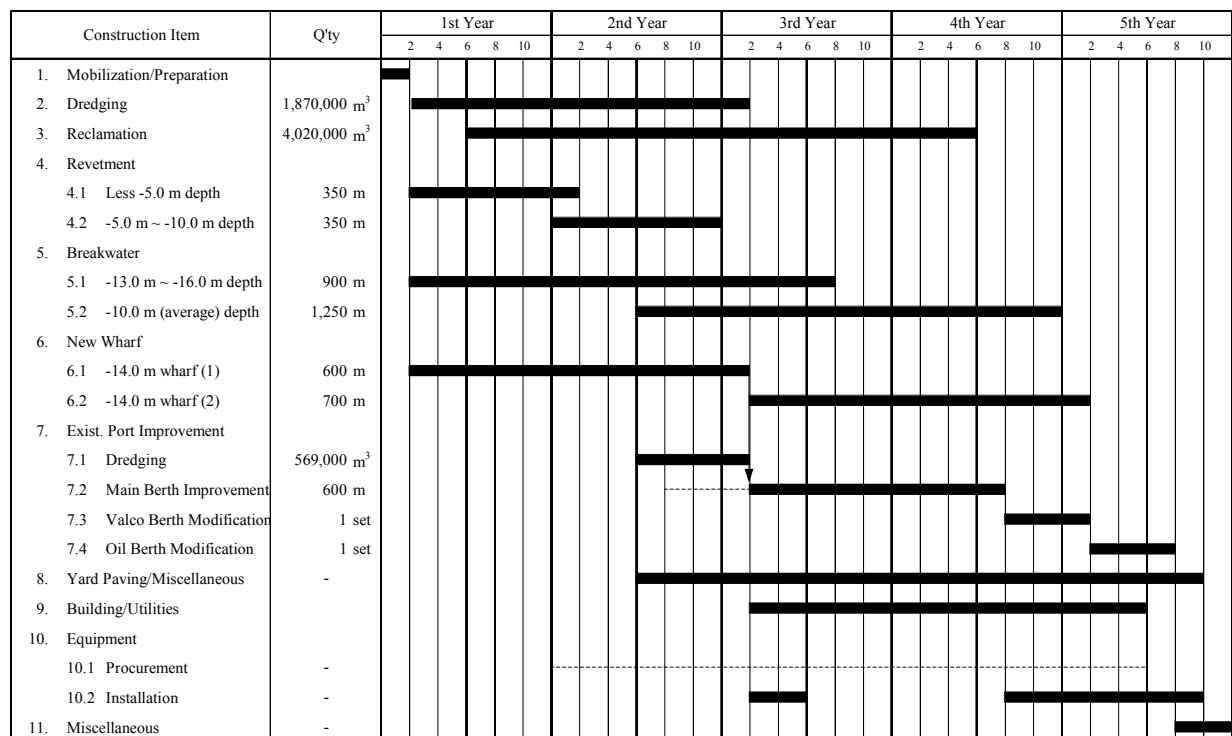 Construction Item Q'ty 1st Year 2nd Year 3rd Year 4th Year 5th Year
2 4 6 8 10 2 4 6 8 10 2 4 6 8 10 2 4 6 8 10 2 4 6 8 10
1. Mobilization/Preparation
2. Dredging 1,870,000 m³
3. Reclamation 4,020,000 m³
4. Revetment
4.1 Less -5.0 m depth 350 m
4.2 -5.0 m ~ -10.0 m depth 350 m
5. Breakwater
5.1 -13.0 m ~ -16.0 m depth 900 m
5.2 -10.0 m (average) depth 1,250 m
6. New Wharf
6.1 -14.0 m wharf (1) 600 m
6.2 -14.0 m wharf (2) 700 m
7. Exist. Port Improvement
7.1 Dredging 569,000 m³
7.2 Main Berth Improvement 600 m
7.3 Valco Berth Modification 1 set
7.4 Oil Berth Modification 1 set
8. Yard Paving/Miscellaneous -
9. Building/Utilities
10. Equipment
10.1 Procurement -
10.2 Installation -
11. Miscellaneous -